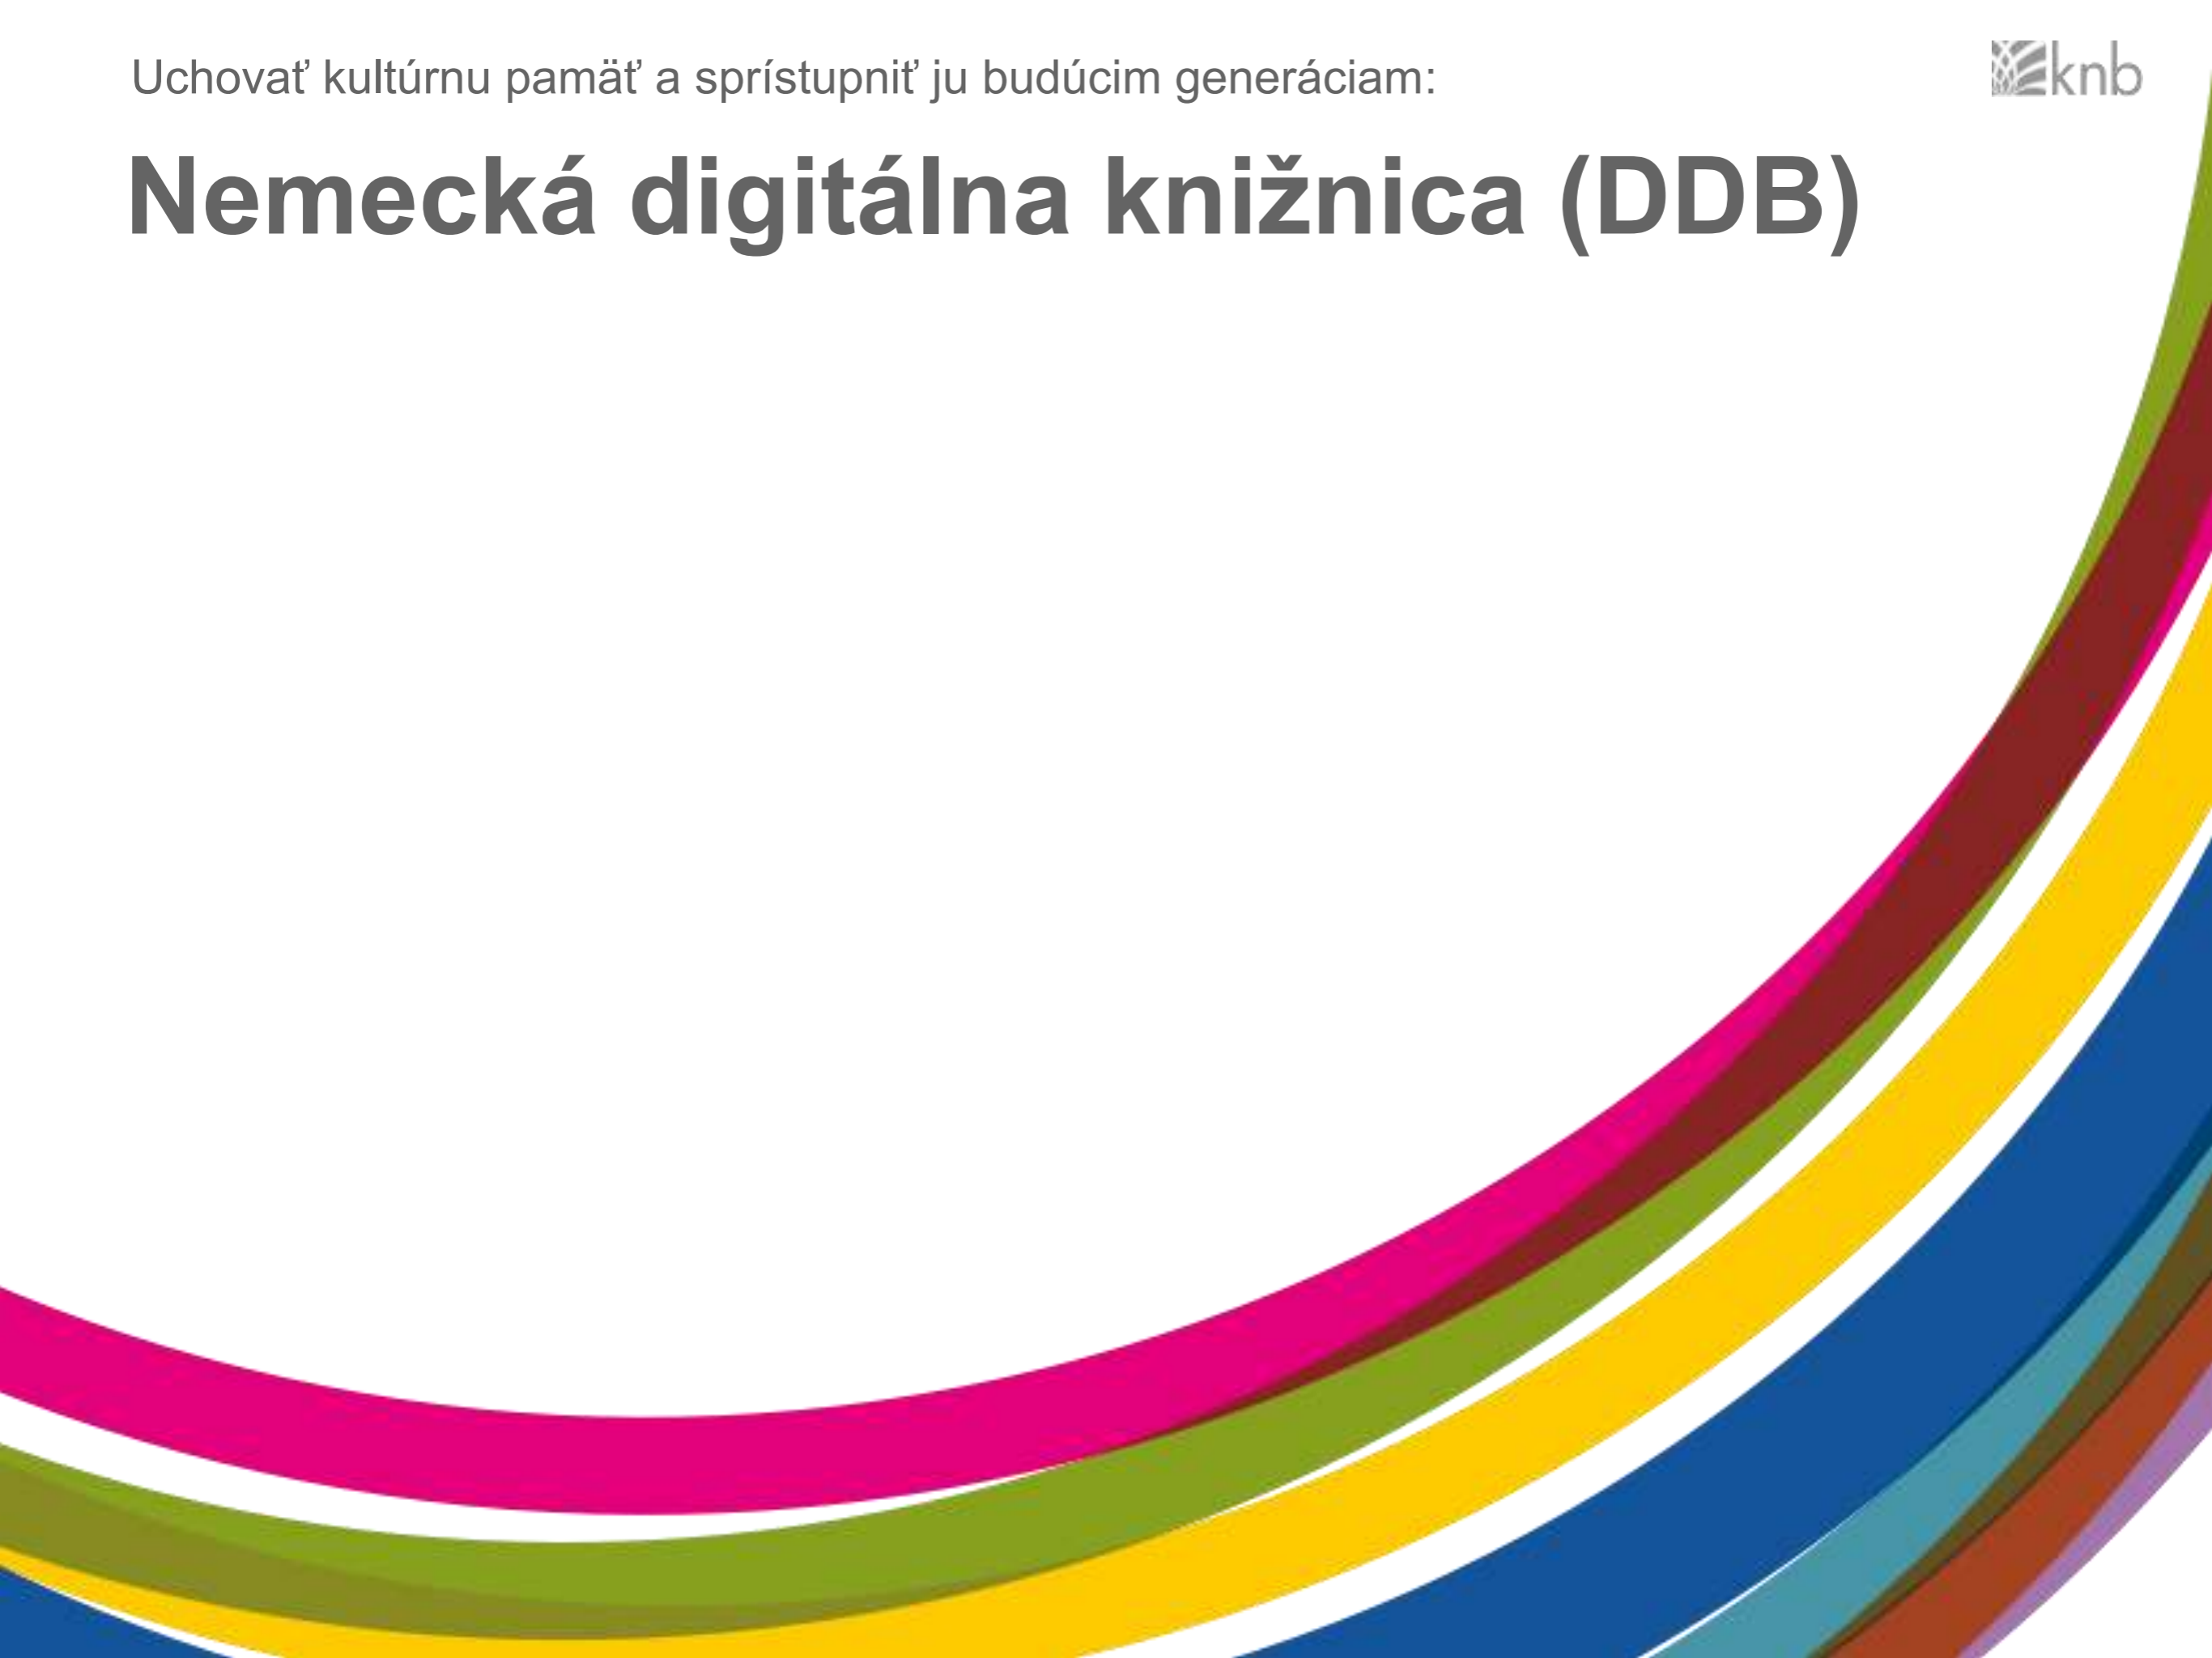 Uchovať kultúrnu pamäť a sprístupniť ju budúcim generáciam:
knb
Nemecká digitálna knižnica (DDB)